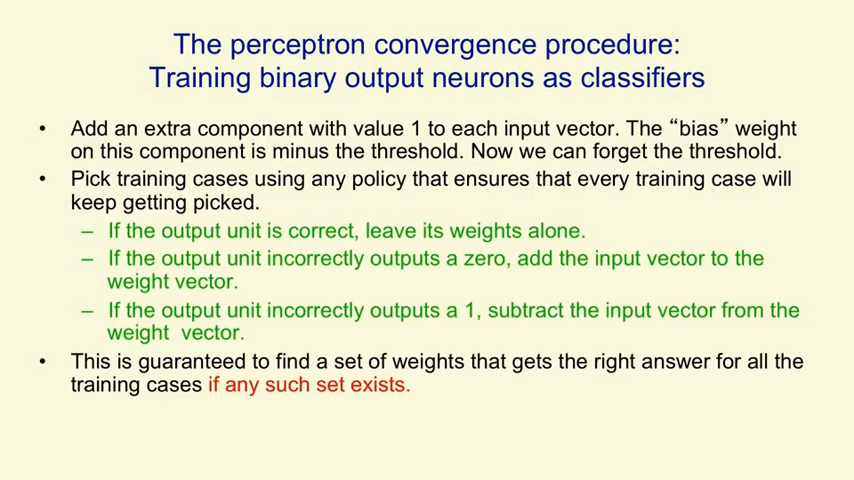 The perceptron convergence procedure:
Training binary output neurons as classifiers
• Add an extra component with value 1 to each input vector. The “bias” weight
on this component is minus the threshold. Now we can forget the threshold.
• Pick training cases using any policy that ensures that every training case will
keep getting picked.
– If the output unit is correct, leave its weights alone.
– If the output unit incorrectly outputs a zero, add the input vector to the
weight vector.
– If the output unit incorrectly outputs a 1, subtract the input vector from the
weight vector.
• This is guaranteed to find a set of weights that gets the right answer for all the
training cases if any such set exists.